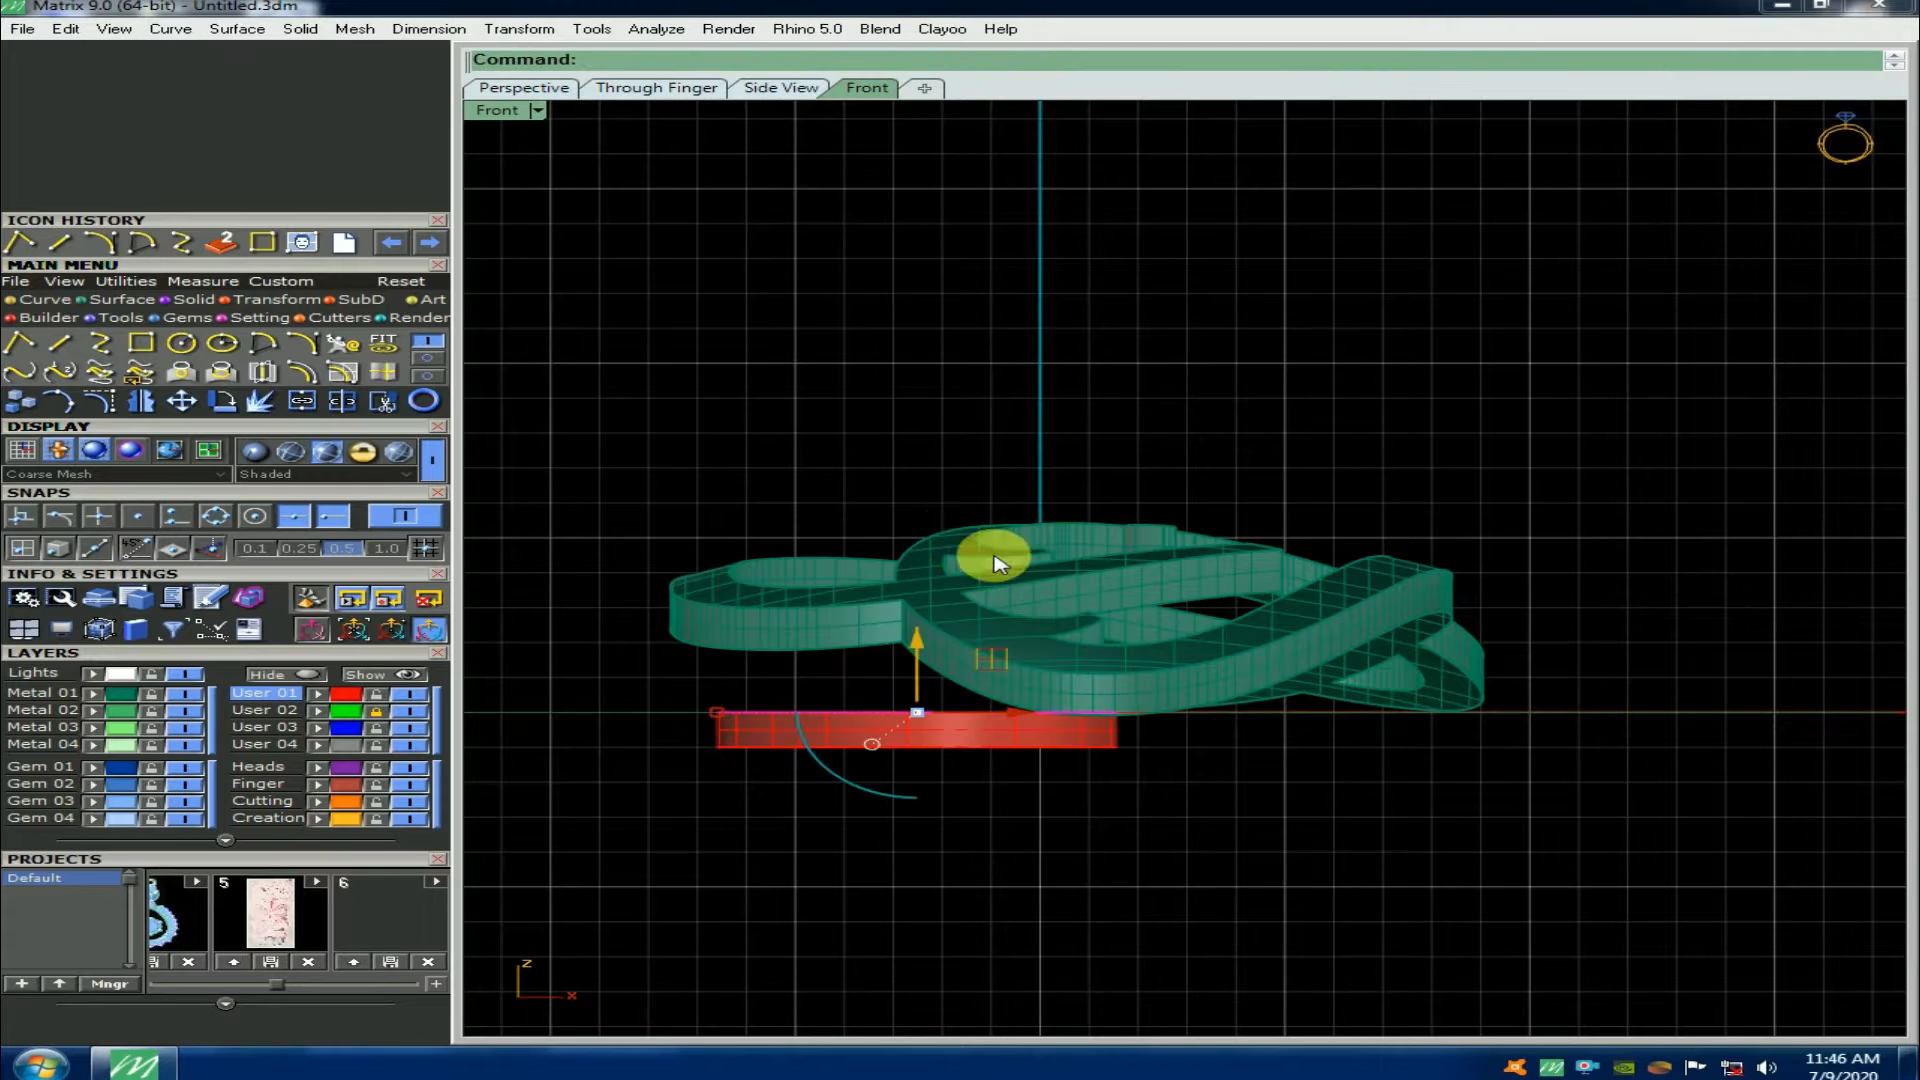 Matrix 9.0 (64-bit) - Untitled.3dm
File Edit View Curve Surface Solid Mesh Dimension Transform Tools Analyze Render Rhino 5.0 Blend Clayoo Help
Command:
Perspective Through Finger Side View Front
Front
ICON HISTORY
2
MAIN MENU
File View Utilities Measure Custom Reset
Curve Surface Solid Transform SubD Art
Builder Tools Gems Setting Cutters Render
FIT
DISPLAY
Coarse Mesh Shaded
SNAPS
45°
0.1 0.25 0.5 1.0
INFO & SETTINGS
LAYERS
Lights Hide Show
Metal 01 User 01
Metal 02 User 02
Metal 03 User 03
Metal 04 User 04
Gem 01 Heads
Gem 02 Finger
Gem 03 Cutting
Gem 04 Creation
PROJECTS
Default 5 6
Mngr
z
x
11:46 AM
7/9/2020